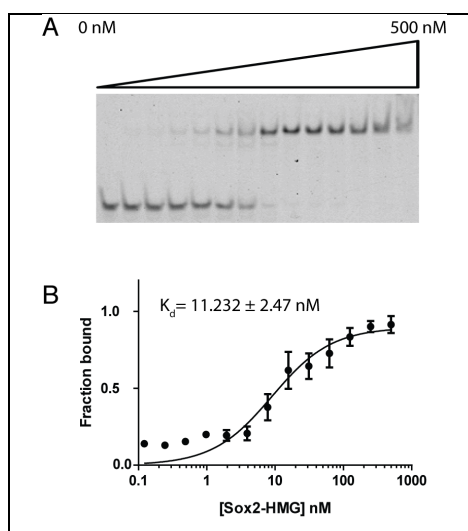 A 0 nM 500 nM
B
K_d= 11.232 ± 2.47 nM
1.0
Fraction bound
0.5
0.0
0.1 1 10 100 1000
[Sox2-HMG] nM